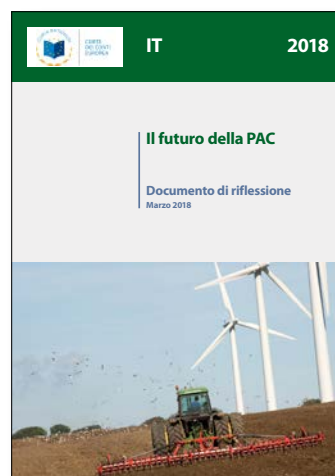 CORTE
DEI CONTI
EUROPEA
IT 2018
Il futuro della PAC
Documento di riflessione
Marzo 2018